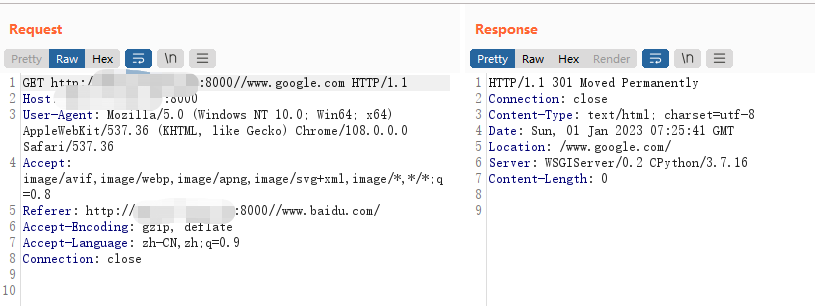 Request
Response
Pretty Raw Hex \n
Pretty Raw Hex Render \n
1 GET http:/ :8000//www.google.com HTTP/1.1
2 Host :8000
3 User-Agent: Mozilla/5.0 (Windows NT 10.0; Win64; x64)
AppleWebKit/537.36 (KHTML, like Gecko) Chrome/108.0.0.0
Safari/537.36
4 Accept:
image/avif,image/webp,image/apng,image/svg+xml,image/*,*/*;q
=0.8
5 Referer: http:// :8000//www.baidu.com/
6 Accept-Encoding: gzip, deflate
7 Accept-Language: zh-CN,zh;q=0.9
8 Connection: close
9
10
1 HTTP/1.1 301 Moved Permanently
2 Connection: close
3 Content-Type: text/html; charset=utf-8
4 Date: Sun, 01 Jan 2023 07:25:41 GMT
5 Location: /www.google.com/
6 Server: WSGIServer/0.2 CPython/3.7.16
7 Content-Length: 0
8
9